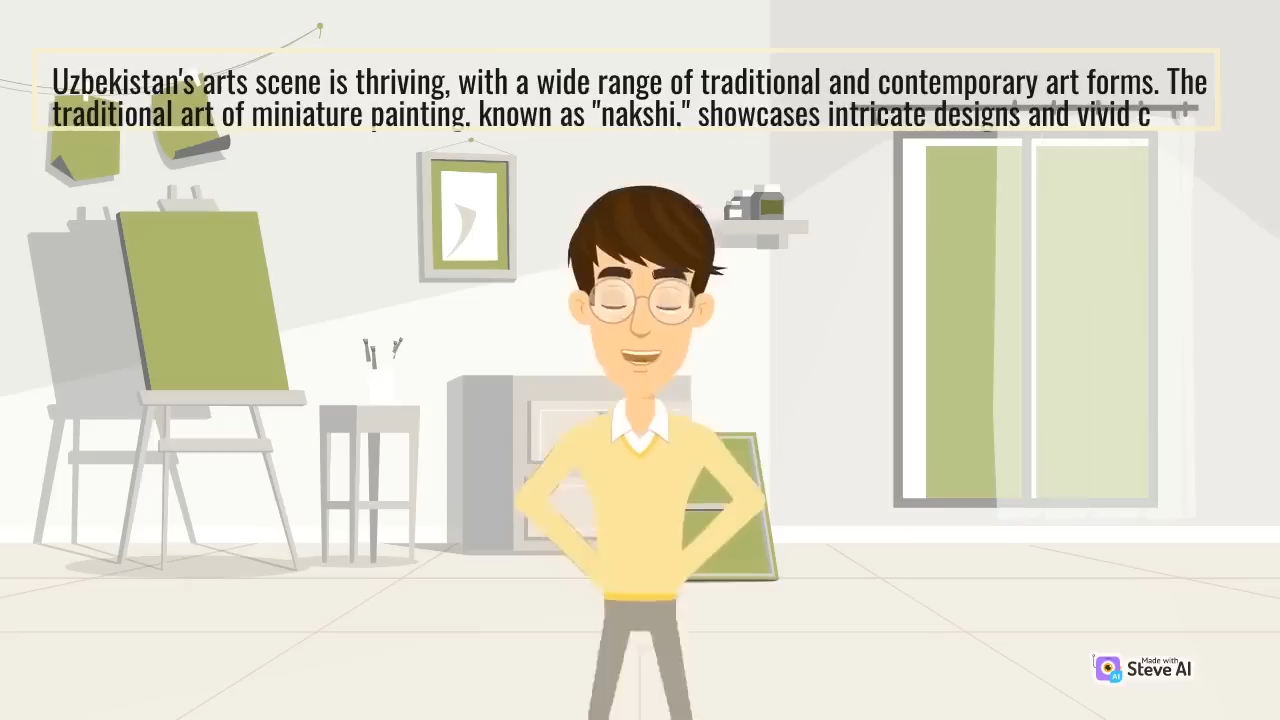 Uzbekistan's arts scene is thriving, with a wide range of traditional and contemporary art forms. The
traditional art of miniature painting, known as "nakshi," showcases intricate designs and vivid c
Made with
Steve AI
AI